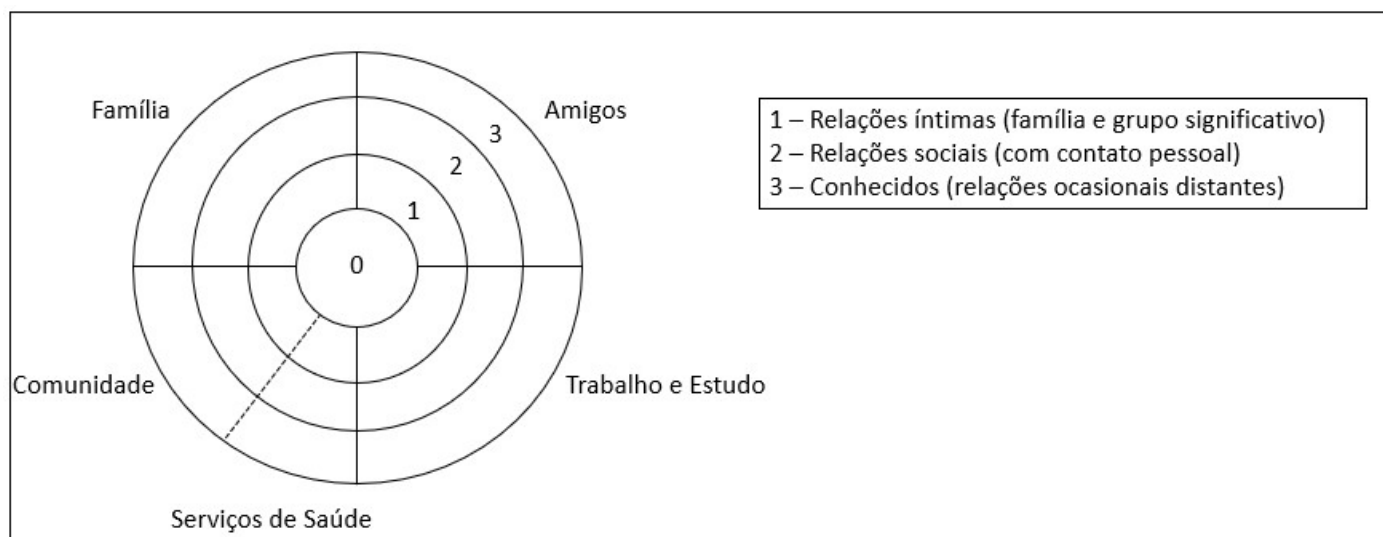 Família
Amigos
3
2
1
0
Comunidade
Trabalho e Estudo
Serviços de Saúde
1 – Relações íntimas (família e grupo significativo)
2 – Relações sociais (com contato pessoal)
3 – Conhecidos (relações ocasionais distantes)